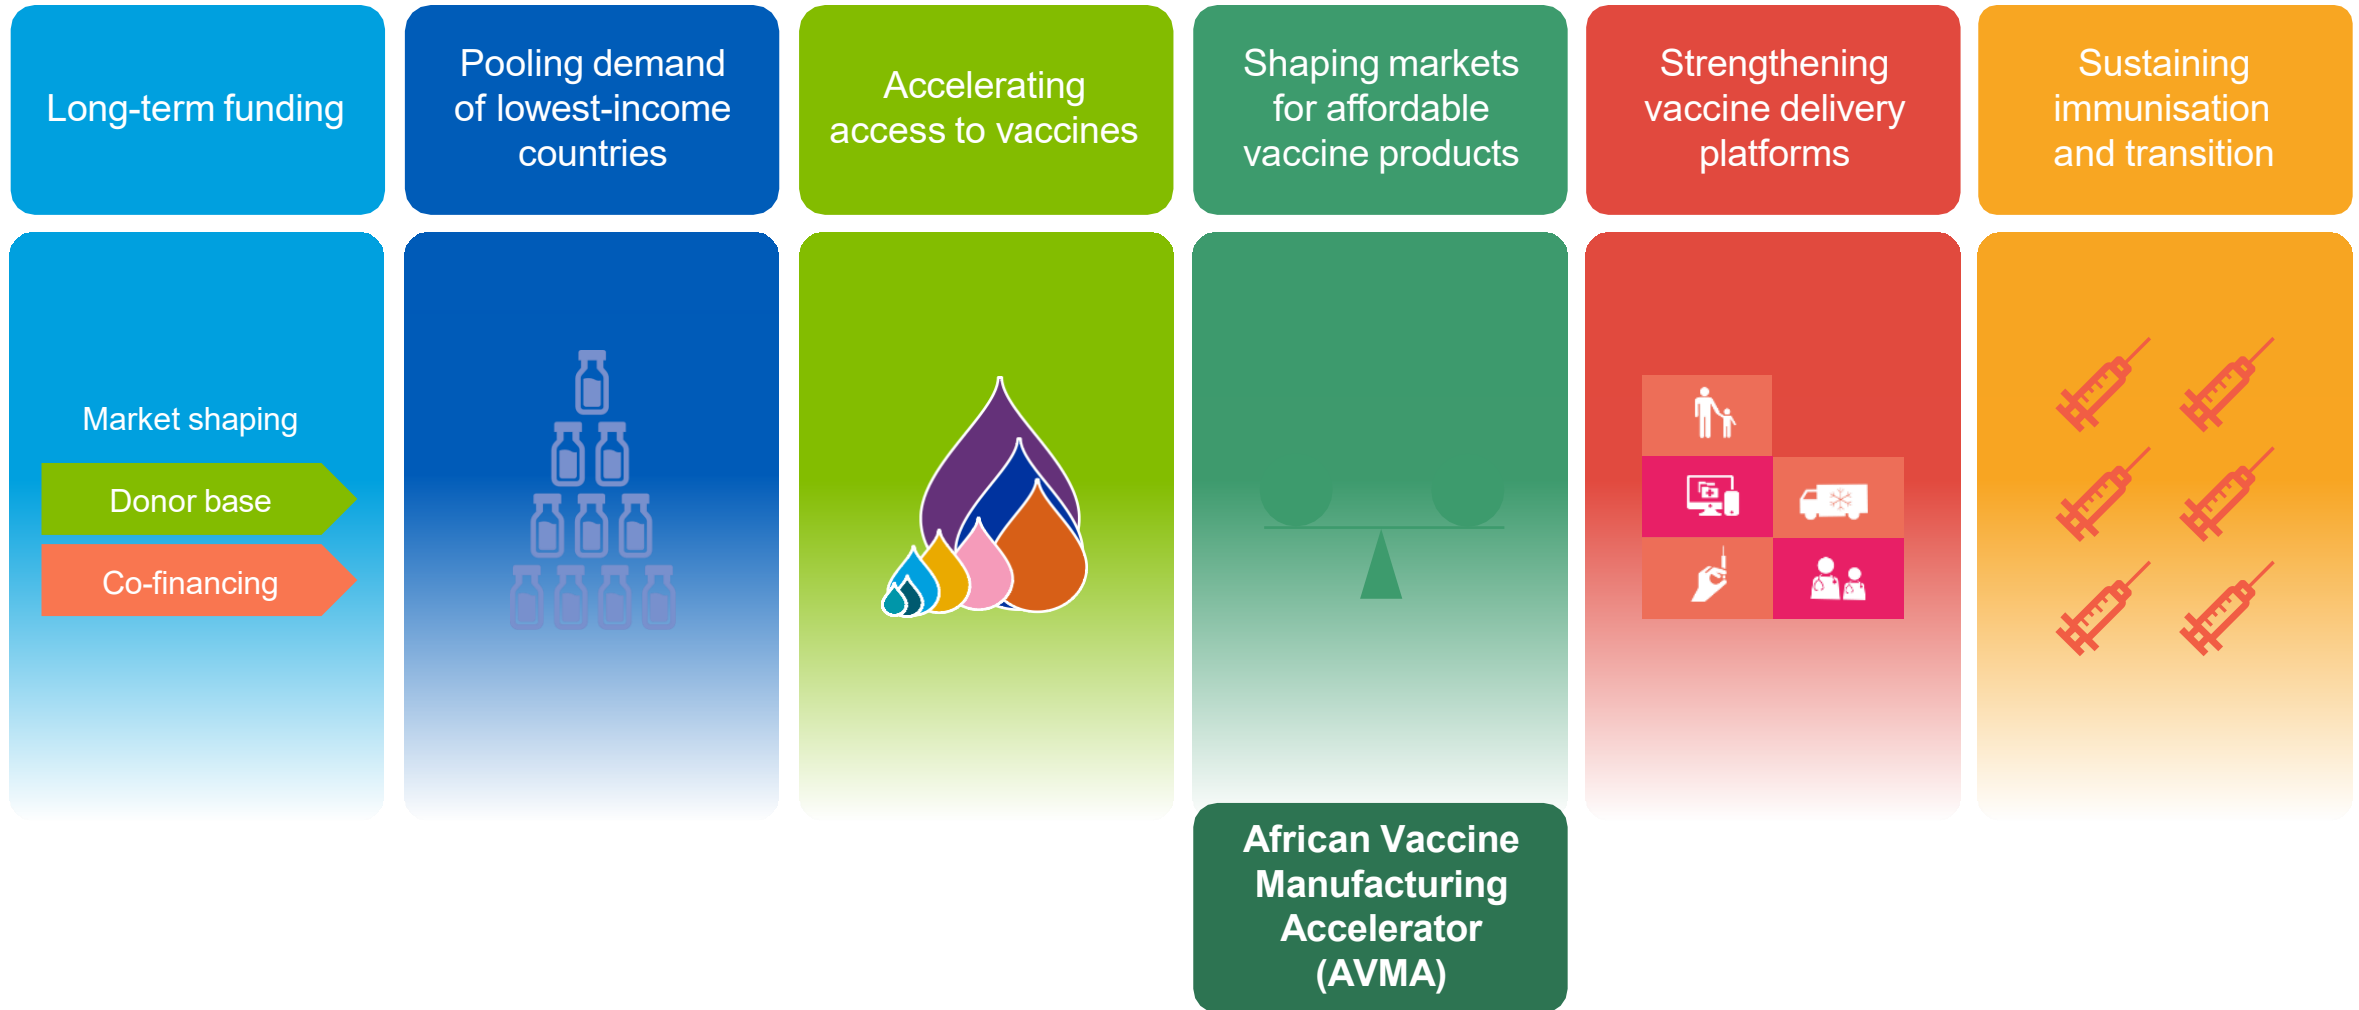 Long-term funding
Pooling demand
of lowest-income
countries
Accelerating
access to vaccines
Shaping markets
for affordable
vaccine products
Strengthening
vaccine delivery
platforms
Sustaining
immunisation
and transition
Market shaping
Donor base
Co-financing
African Vaccine
Manufacturing
Accelerator
(AVMA)